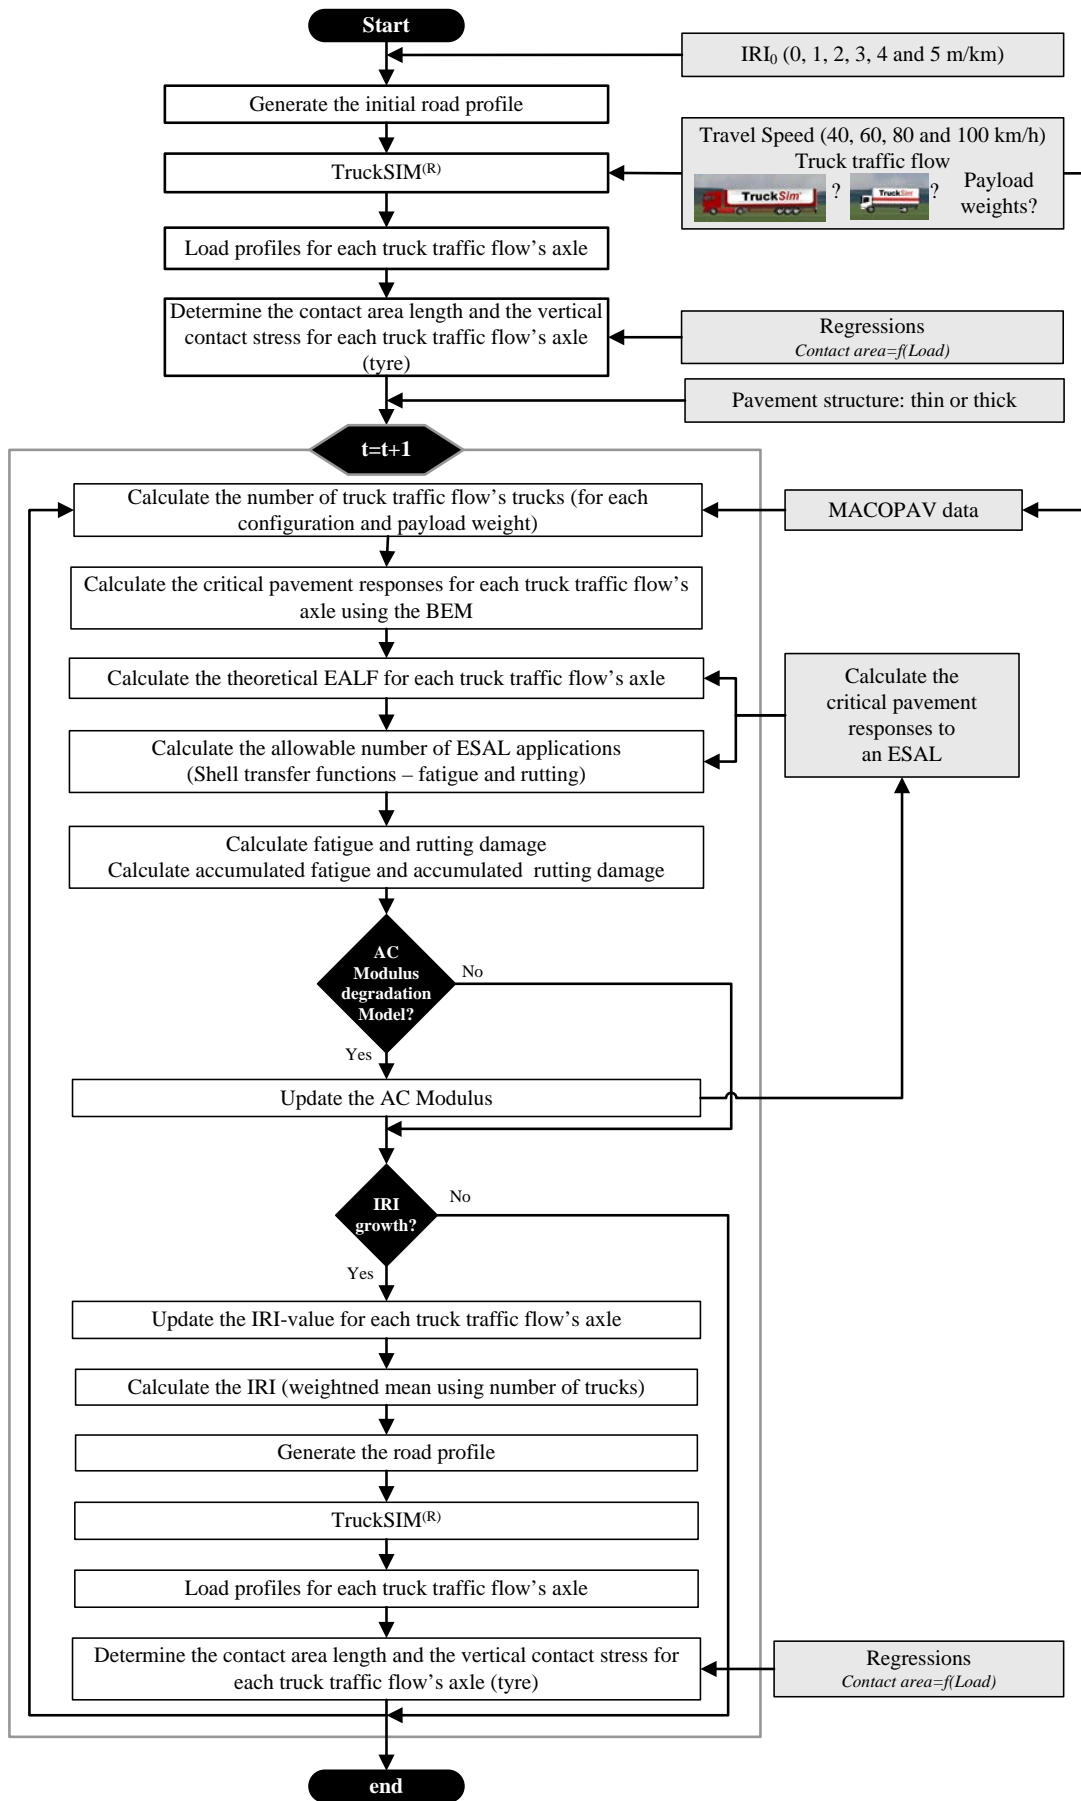 Start
IRI₀ (0, 1, 2, 3, 4 and 5 m/km)
Generate the initial road profile
Travel Speed (40, 60, 80 and 100 km/h)
Truck traffic flow
TruckSim
?
TruckSim
?
Payload
weights?
TruckSIM(R)
Load profiles for each truck traffic flow's axle
Determine the contact area length and the vertical
contact stress for each truck traffic flow's axle
(tyre)
Regressions
Contact area=f(Load)
Pavement structure: thin or thick
t=t+1
Calculate the number of truck traffic flow's trucks (for each
configuration and payload weight)
MACOPAV data
Calculate the critical pavement responses for each truck traffic flow's
axle using the BEM
Calculate the theoretical EALF for each truck traffic flow's axle
Calculate the
critical pavement
responses to
an ESAL
Calculate the allowable number of ESAL applications
(Shell transfer functions – fatigue and rutting)
Calculate fatigue and rutting damage
Calculate accumulated fatigue and accumulated rutting damage
AC
Modulus
degradation
Model?
No
Yes
Update the AC Modulus
IRI
growth?
No
Yes
Update the IRI-value for each truck traffic flow's axle
Calculate the IRI (weightned mean using number of trucks)
Generate the road profile
TruckSIM(R)
Load profiles for each truck traffic flow's axle
Determine the contact area length and the vertical contact stress for
each truck traffic flow's axle (tyre)
Regressions
Contact area=f(Load)
end